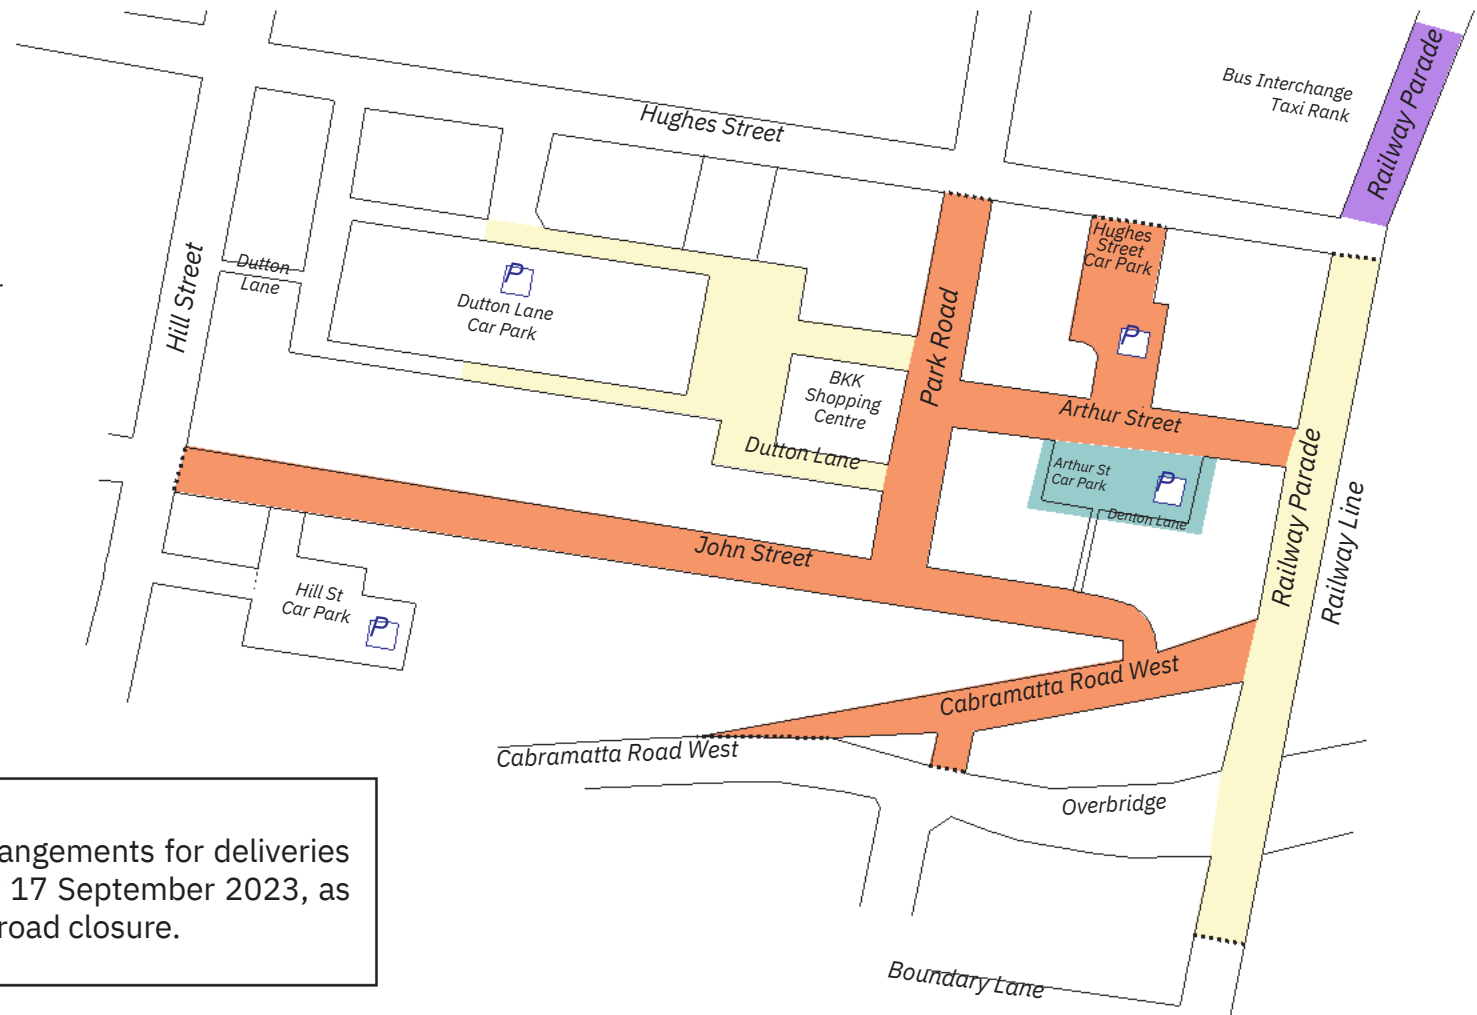 Bus Interchange
Taxi Rank
Railway Parade
Hughes Street
Hughes
Street
Car Park
P
Hill Street
Dutton
Lane
P
Dutton Lane
Car Park
Park Road
BKK
Shopping
Centre
Arthur Street
Dutton Lane
Arthur St
Car Park
P
Denton Lane
Railway Parade
Railway Line
John Street
Hill St
Car Park
P
Cabramatta Road West
Cabramatta Road West
Overbridge
angements for deliveries
17 September 2023, as
road closure.
Boundary Lane